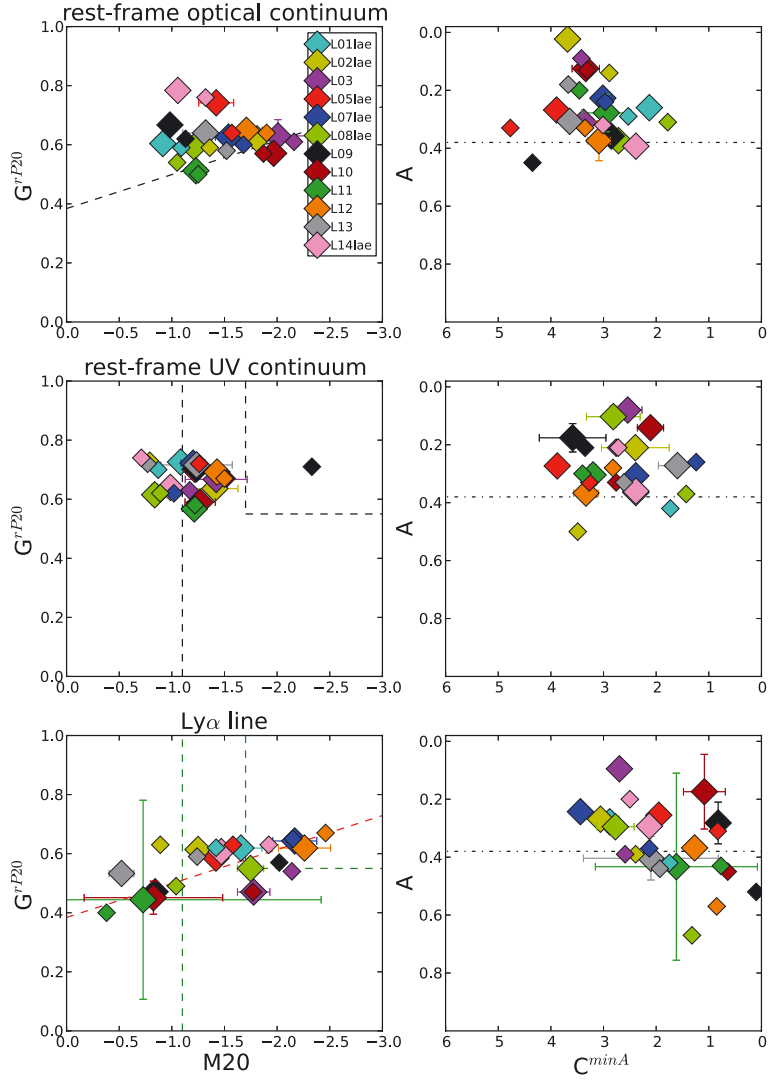 rest-frame optical continuum
1.0
0.8
0.6
0.4
0.2
0.0
G^{rP20}
0.0 −0.5 −1.0 −1.5 −2.0 −2.5 −3.0
L01lae
L02lae
L03
L05lae
L07lae
L08lae
L09
L10
L11
L12
L13
L14lae
0.0
0.2
0.4
0.6
0.8
A
6 5 4 3 2 1 0
rest-frame UV continuum
1.0
0.8
0.6
0.4
0.2
0.0
G^{rP20}
0.0 −0.5 −1.0 −1.5 −2.0 −2.5 −3.0
0.0
0.2
0.4
0.6
0.8
A
6 5 4 3 2 1 0
Lyα line
1.0
0.8
0.6
0.4
0.2
0.0
G^{rP20}
0.0 −0.5 −1.0 −1.5 −2.0 −2.5 −3.0
M20
0.0
0.2
0.4
0.6
0.8
A
6 5 4 3 2 1 0
C^{minA}